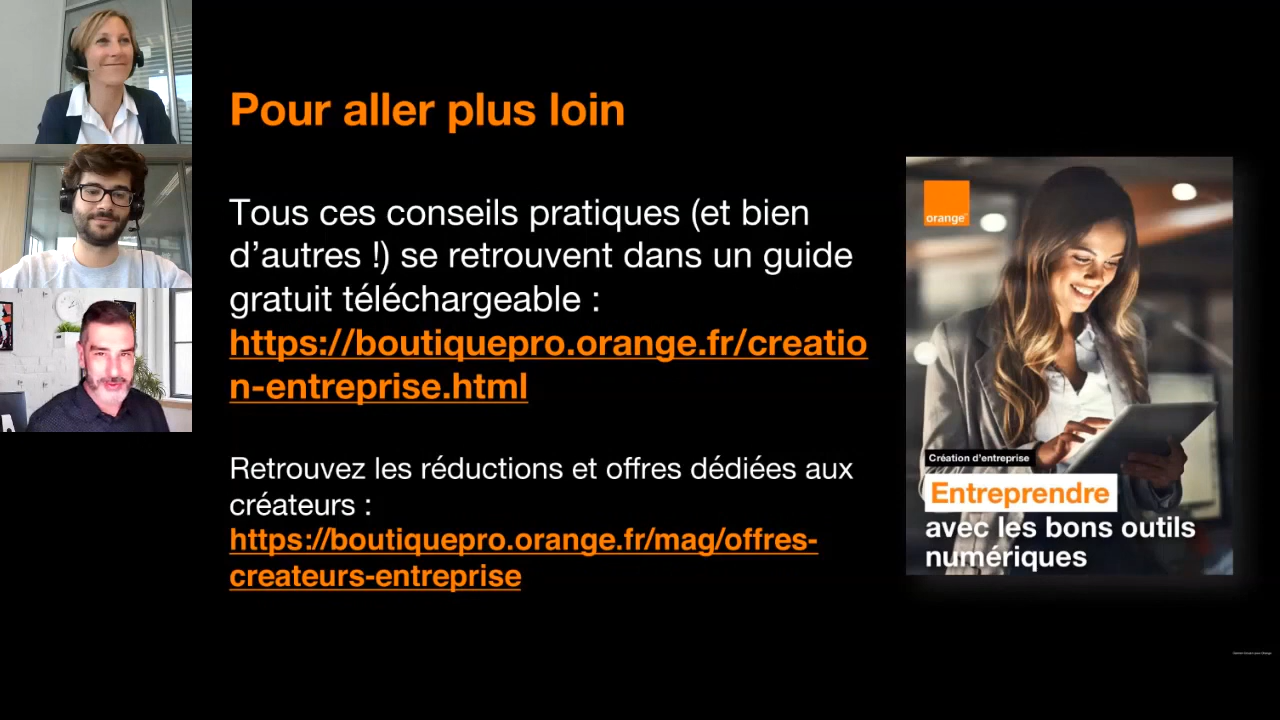 Pour aller plus loin
Tous ces conseils pratiques (et bien
d’autres !) se retrouvent dans un guide
gratuit téléchargeable :
https://boutiquepro.orange.fr/creatio
n-entreprise.html
Retrouvez les réductions et offres dédiées aux
créateurs :
https://boutiquepro.orange.fr/mag/offres-
createurs-entreprise
orange™
Création d’entreprise
Entreprendre
avec les bons outils
numériques